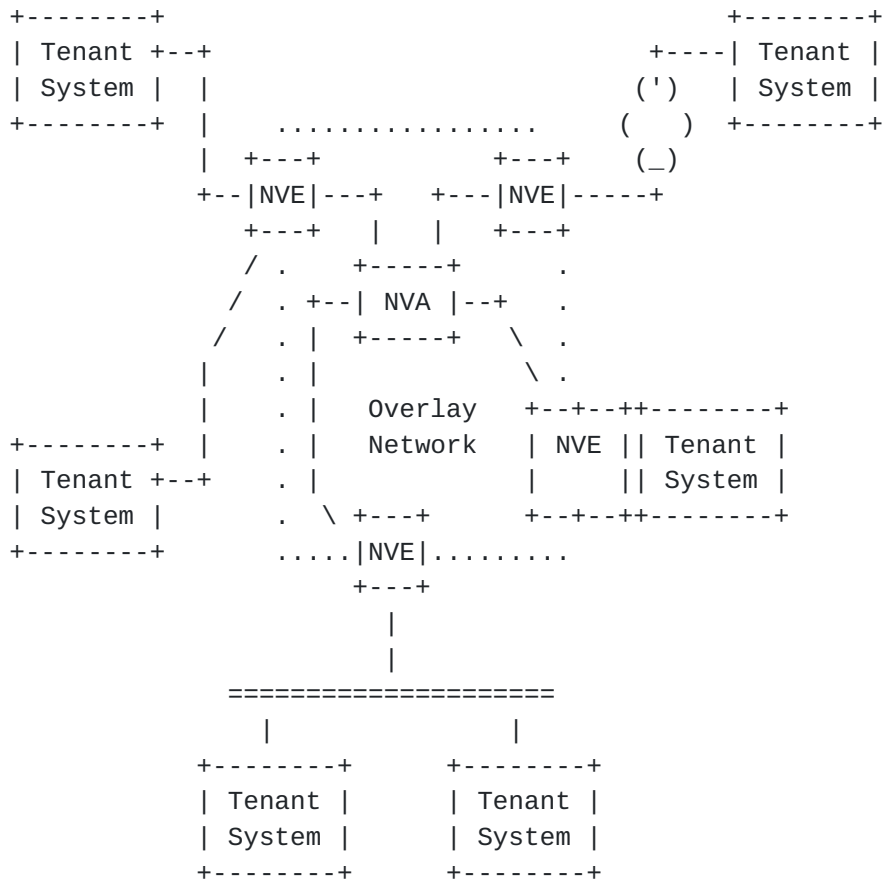 +--------+                                    +--------+
| Tenant +--+                            +----| Tenant |
| System |  |                           (')   | System |
+--------+  |    .................     (   )  +--------+
            |  +---+           +---+    (_)
            +--|NVE|---+   +---|NVE|-----+
               +---+   |   |   +---+
               / .    +-----+      .
              /  . +--| NVA |--+   .
             /   . |  +-----+   \  .
            |    . |             \ .
            |    . |   Overlay   +--+--++--------+
+--------+  |    . |   Network   | NVE || Tenant |
| Tenant +--+    . |             |     || System |
| System |       .  \ +---+      +--+--++--------+
+--------+       .....|NVE|.........
                      +---+
                        |
                        |
              =====================
                |               |
            +--------+      +--------+
            | Tenant |      | Tenant |
            | System |      | System |
            +--------+      +--------+